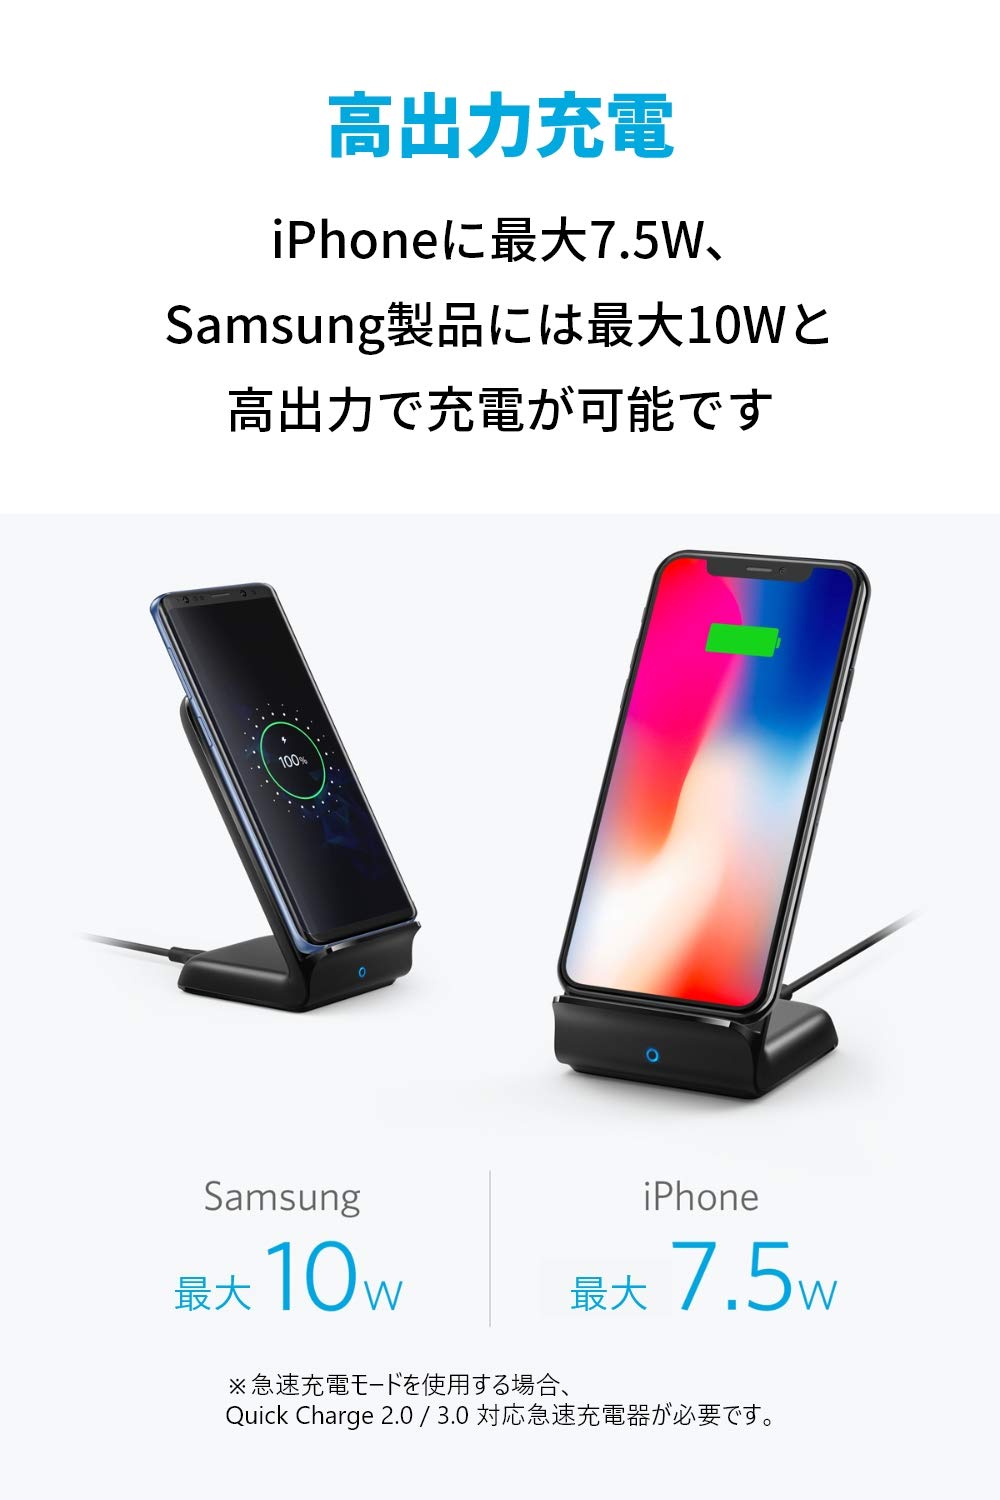 高出力充電
iPhoneに最大7.5W、
Samsung製品には最大10Wと
高出力で充電が可能です
100%
Samsung
最大 10W
iPhone
最大 7.5W
※急速充電モードを使用する場合、
Quick Charge 2.0 / 3.0 対応急速充電器が必要です。